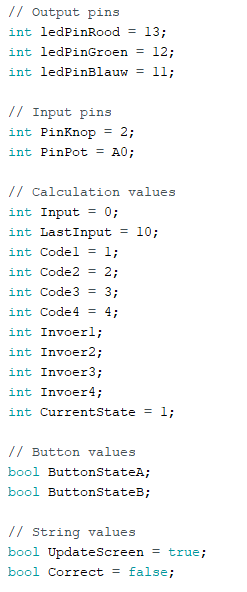 // Output pins
int ledPinRood = 13;
int ledPinGroen = 12;
int ledPinBlauw = 11;
// Input pins
int PinKnop = 2;
int PinPot = A0;
// Calculation values
int Input = 0;
int LastInput = 10;
int Code1 = 1;
int Code2 = 2;
int Code3 = 3;
int Code4 = 4;
int Invoer1;
int Invoer2;
int Invoer3;
int Invoer4;
int CurrentState = 1;
// Button values
bool ButtonStateA;
bool ButtonStateB;
// String values
bool UpdateScreen = true;
bool Correct = false;